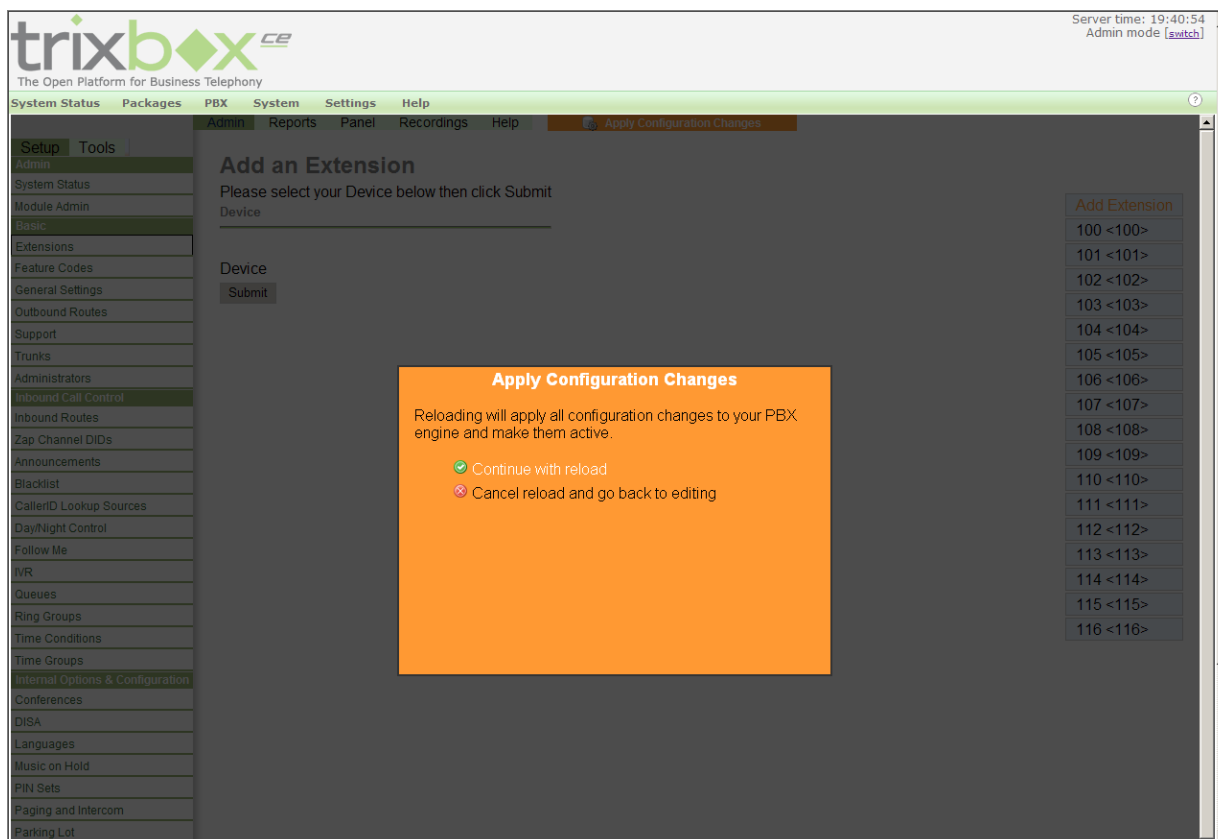 trixbox ce
The Open Platform for Business Telephony
Server time: 19:40:54
Admin mode [switch]
System Status Packages PBX System Settings Help ?
Admin Reports Panel Recordings Help Apply Configuration Changes
Setup Tools
Admin
System Status
Module Admin
Basic
Extensions
Feature Codes
General Settings
Outbound Routes
Support
Trunks
Administrators
Inbound Call Control
Inbound Routes
Zap Channel DIDs
Announcements
Blacklist
CallerID Lookup Sources
Day/Night Control
Follow Me
IVR
Queues
Ring Groups
Time Conditions
Time Groups
Internal Options & Configuration
Conferences
DISA
Languages
Music on Hold
PIN Sets
Paging and Intercom
Parking Lot
Add an Extension
Please select your Device below then click Submit
Device
Device
Submit
Apply Configuration Changes
Reloading will apply all configuration changes to your PBX
engine and make them active.
Continue with reload
Cancel reload and go back to editing
Add Extension
100 <100>
101 <101>
102 <102>
103 <103>
104 <104>
105 <105>
106 <106>
107 <107>
108 <108>
109 <109>
110 <110>
111 <111>
112 <112>
113 <113>
114 <114>
115 <115>
116 <116>